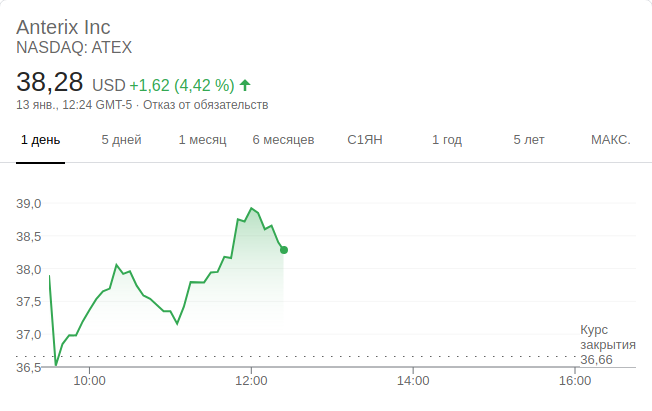 Anterix Inc
NASDAQ: ATEX
38,28 USD +1,62 (4,42 %)
13 янв., 12:24 GMT-5 · Отказ от обязательств
1 день 5 дней 1 месяц 6 месяцев С1ЯН 1 год 5 лет МАКС.
39,0
38,5
38,0
37,5
37,0
36,5
Курс
закрытия
36,66
10:00 12:00 14:00 16:00